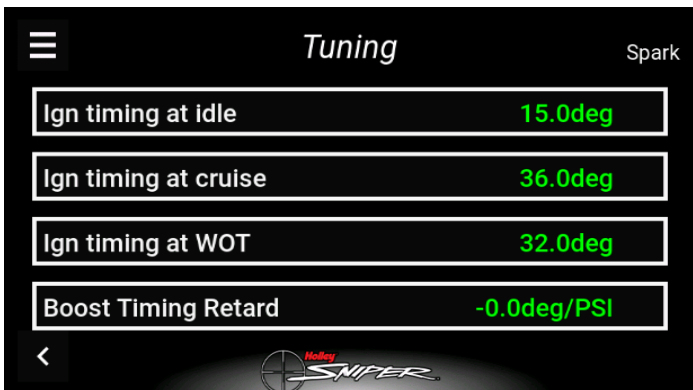 Tuning
Spark
Ign timing at idle 15.0deg
Ign timing at cruise 36.0deg
Ign timing at WOT 32.0deg
Boost Timing Retard -0.0deg/PSI
Holley
SNIPER